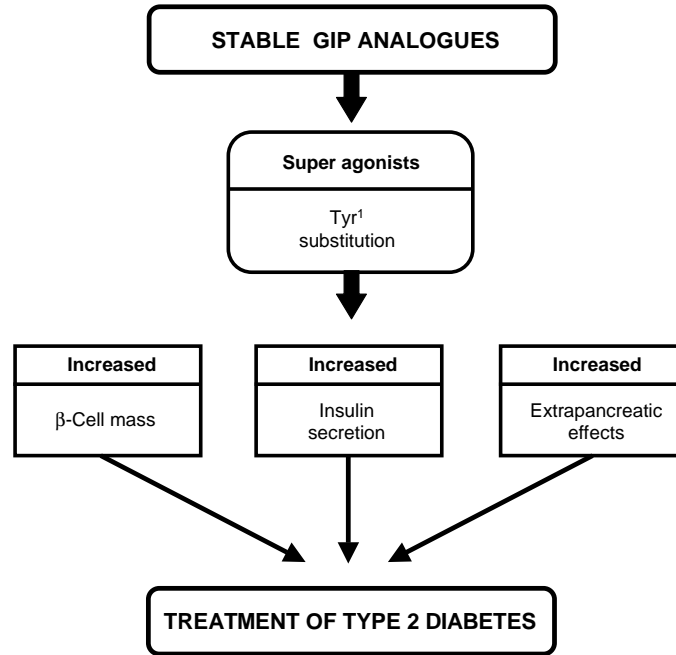 STABLE GIP ANALOGUES
Super agonists
Tyr¹
substitution
Increased
β-Cell mass
Increased
Insulin
secretion
Increased
Extrapancreatic
effects
TREATMENT OF TYPE 2 DIABETES